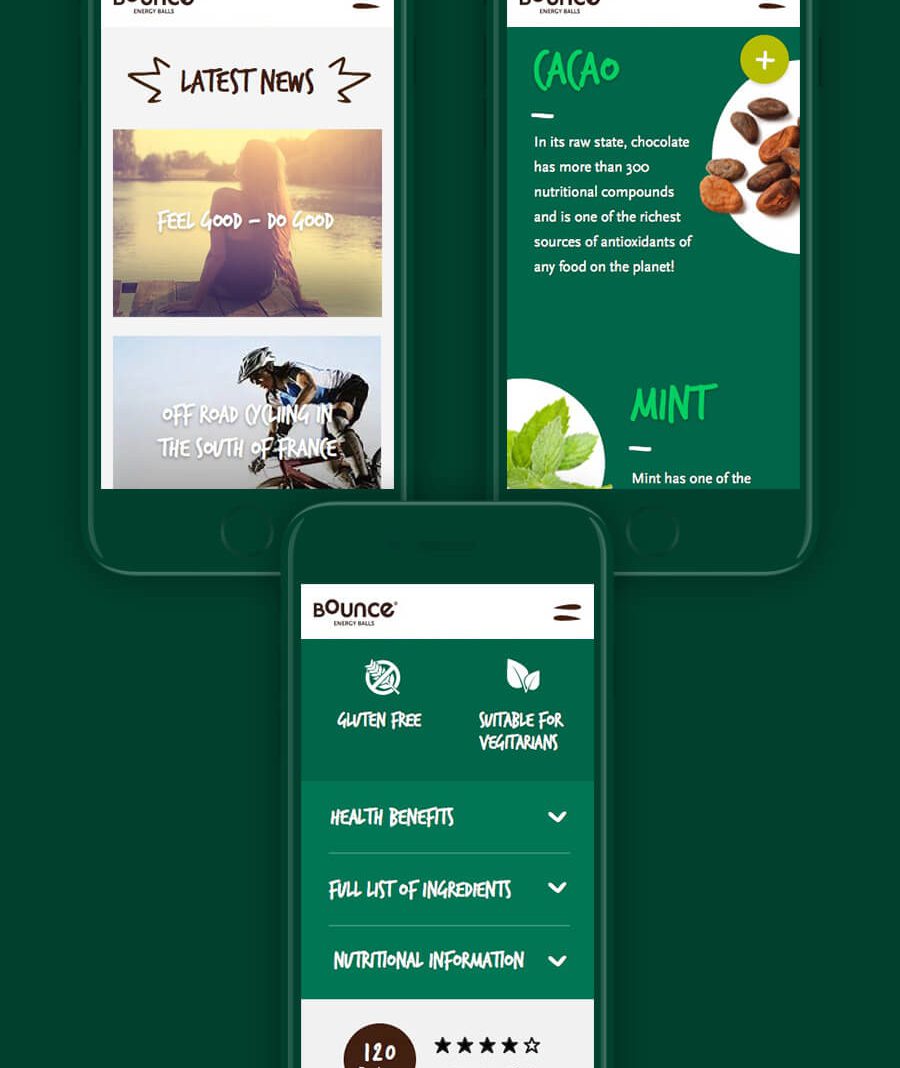 BOUNCE
ENERGY BALLS
LATEST NEWS
FEEL GOOD – DO GOOD
OFF ROAD CYCLING IN
THE SOUTH OF FRANCE
BOUNCE
ENERGY BALLS
CACAO
In its raw state, chocolate
has more than 300
nutritional compounds
and is one of the richest
sources of antioxidants of
any food on the planet!
MINT
Mint has one of the
BOUNCE®
ENERGY BALLS
GLUTEN FREE
SUITABLE FOR
VEGITARIANS
HEALTH BENEFITS
FULL LIST OF INGREDIENTS
NUTRITIONAL INFORMATION
120